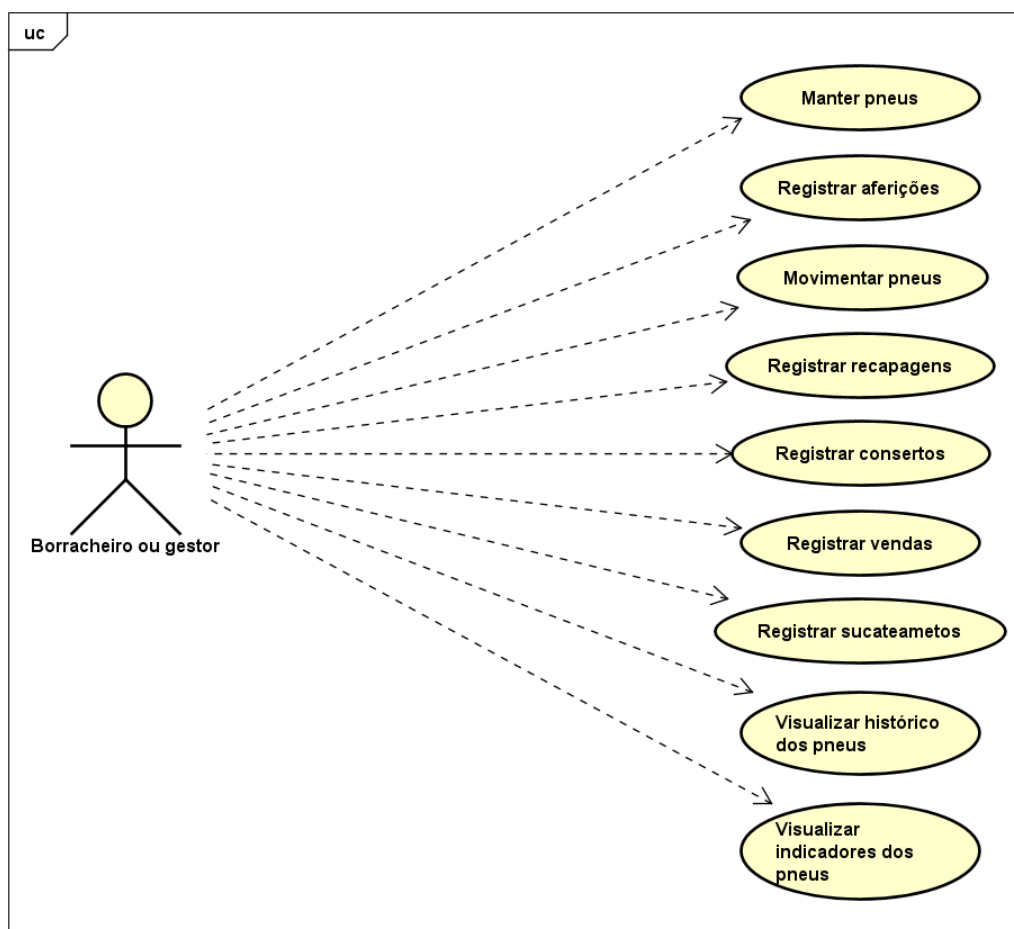 uc
Manter pneus
Registrar aferições
Movimentar pneus
Registrar recapagens
Registrar consertos
Borracheiro ou gestor
Registrar vendas
Registrar sucateametos
Visualizar histórico
dos pneus
Visualizar
indicadores dos
pneus